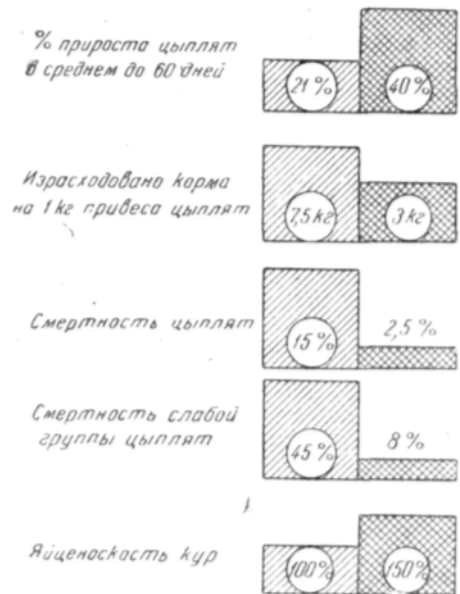 % прироста цыплят
в среднем до 60 дней
21 %
40 %
Израсходовано корма
на 1 кг привеса цыплят
7,5 кг
3 кг
Смертность цыплят
15 %
2,5 %
Смертность слабой
группы цыплят
45 %
8 %
Яйценоскость кур
100 %
150 %